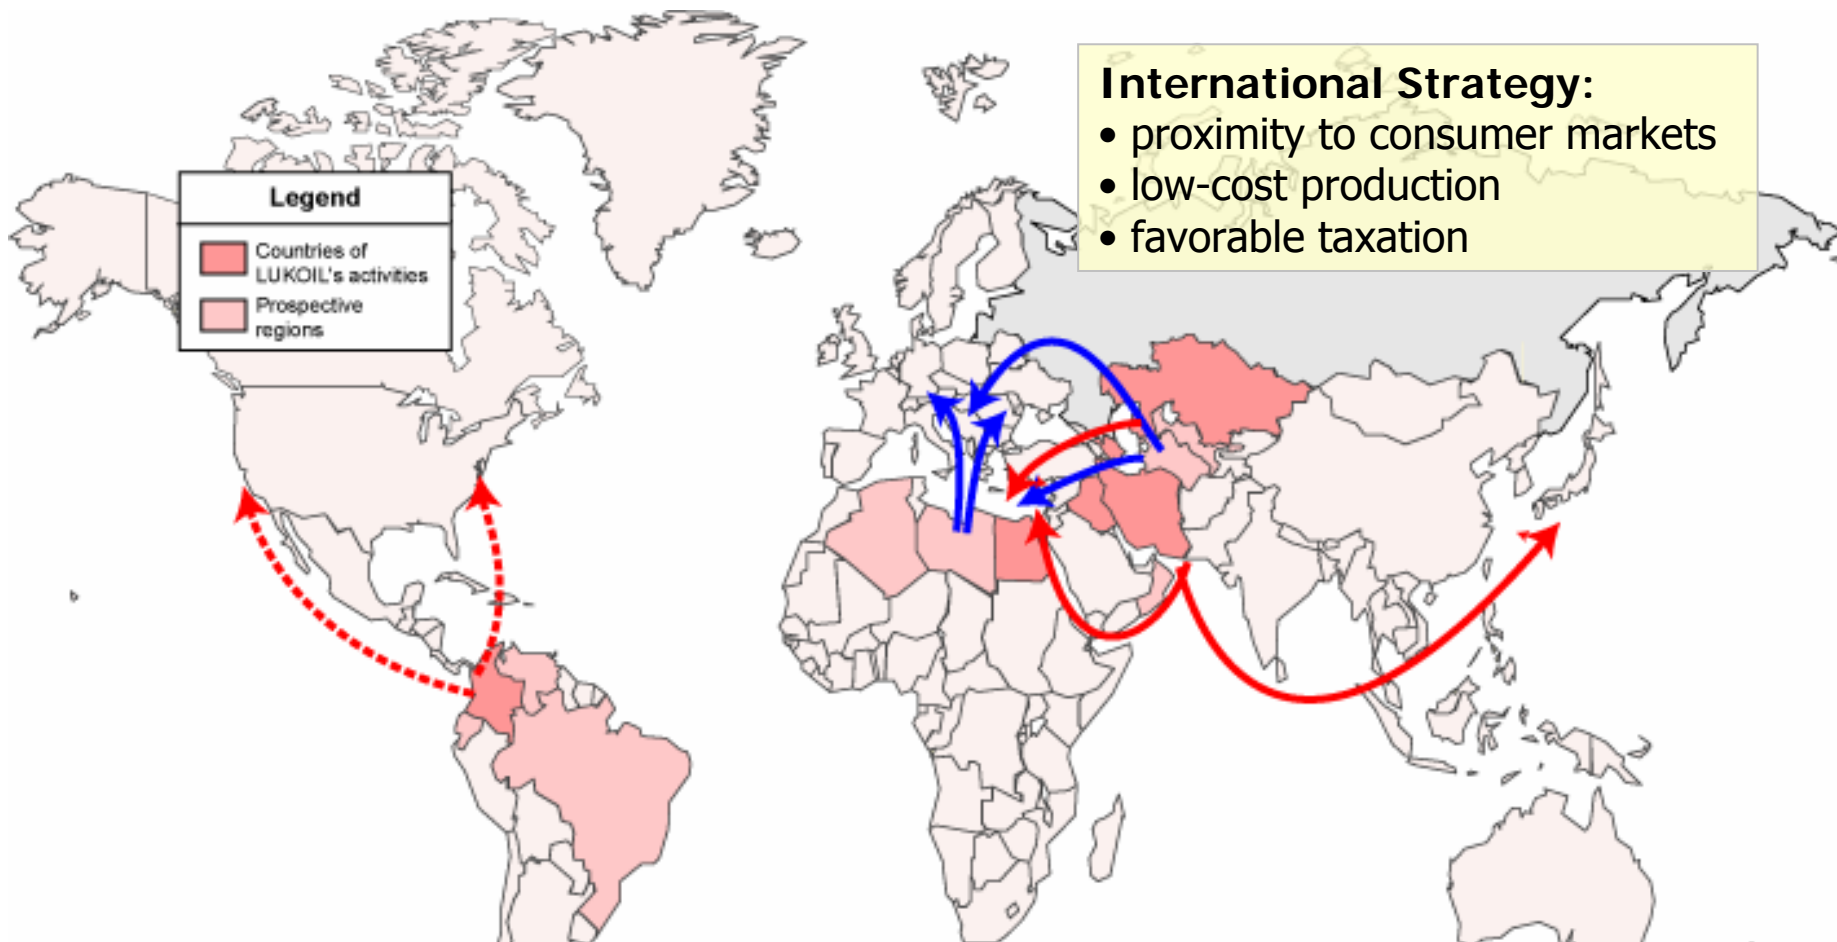 International Strategy:
• proximity to consumer markets
• low-cost production
• favorable taxation
Legend
Countries of
LUKOIL's activities
Prospective
regions